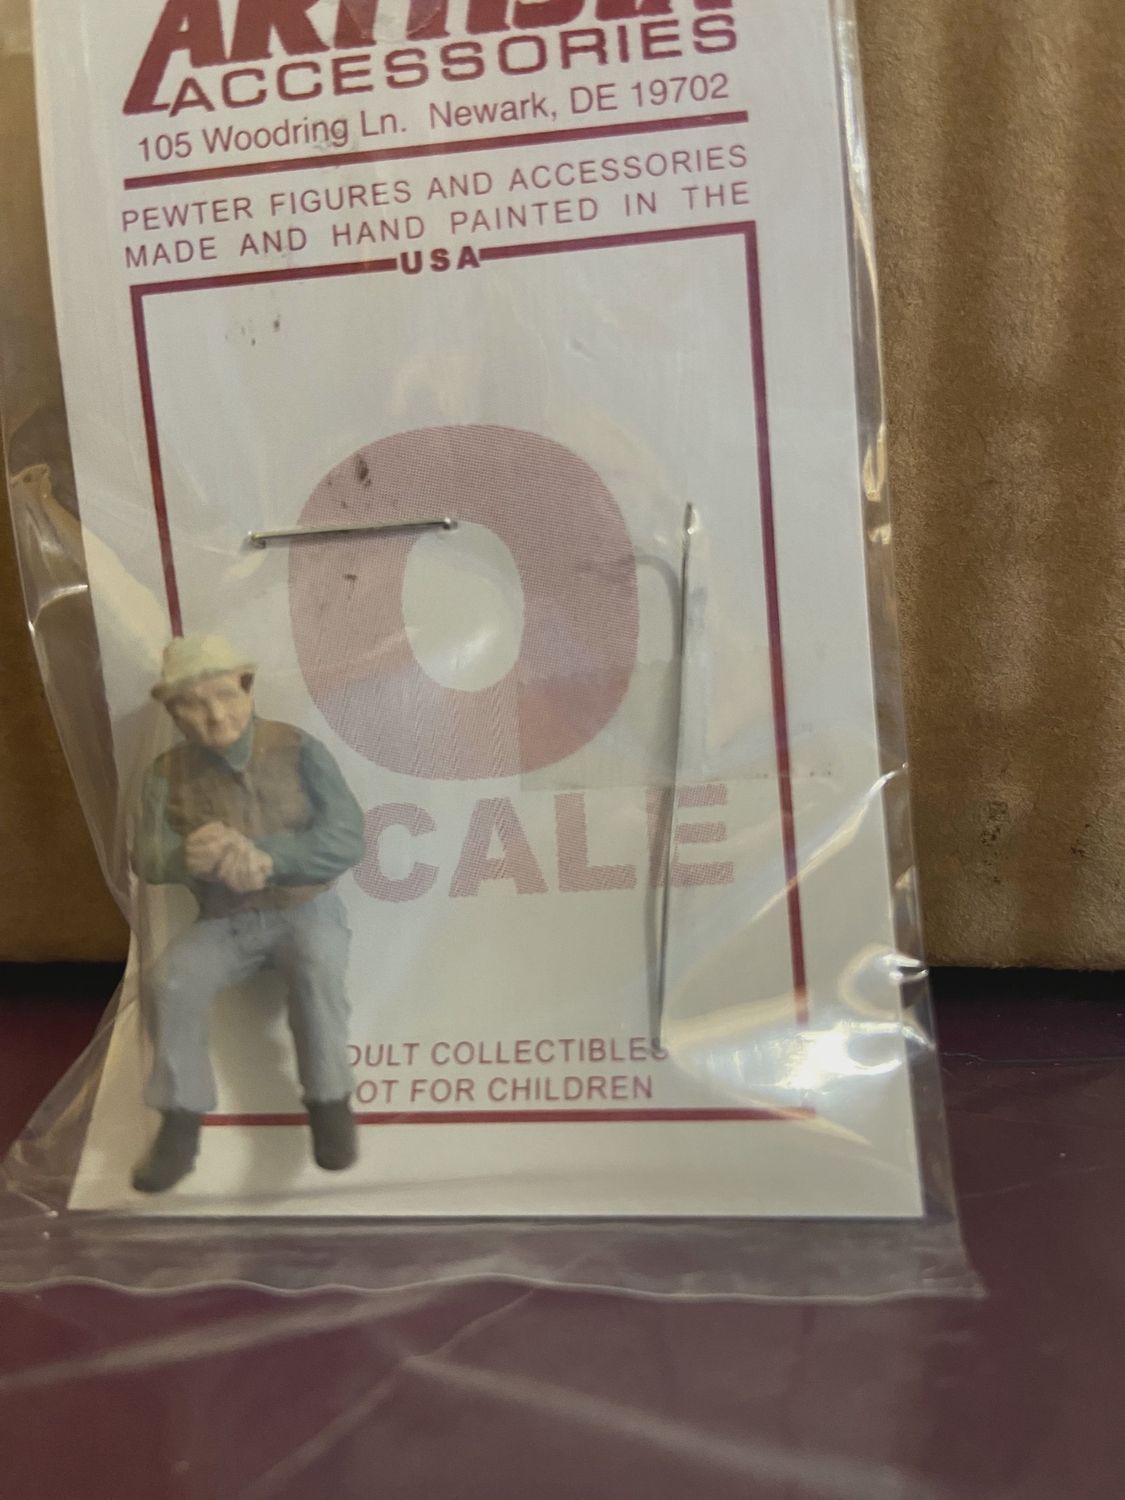 ACCESSORIES
105 Woodring Ln. Newark, DE 19702
PEWTER FIGURES AND ACCESSORIES
MADE AND HAND PAINTED IN THE
USA
O
CALE
DULT COLLECTIBLES
OT FOR CHILDREN